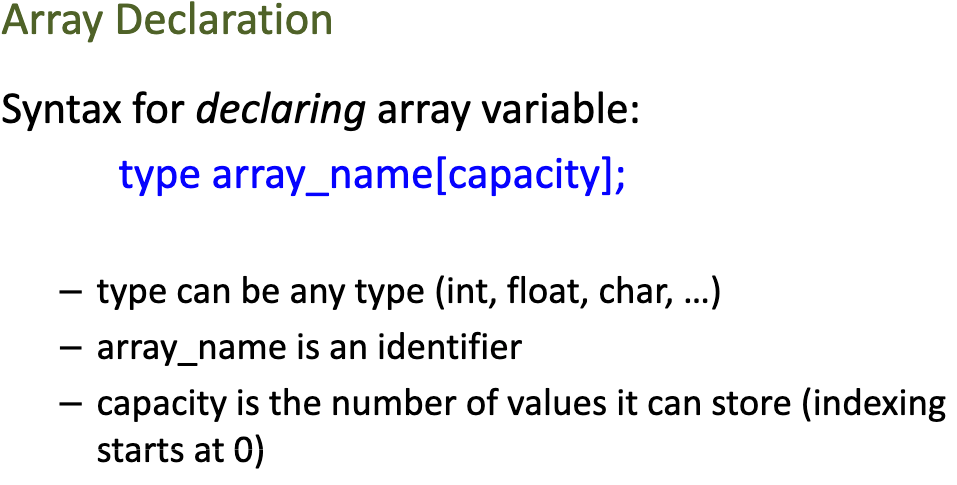 Array Declaration
Syntax for declaring array variable:
type array_name[capacity];
– type can be any type (int, float, char, …)
– array_name is an identifier
– capacity is the number of values it can store (indexing
starts at 0)